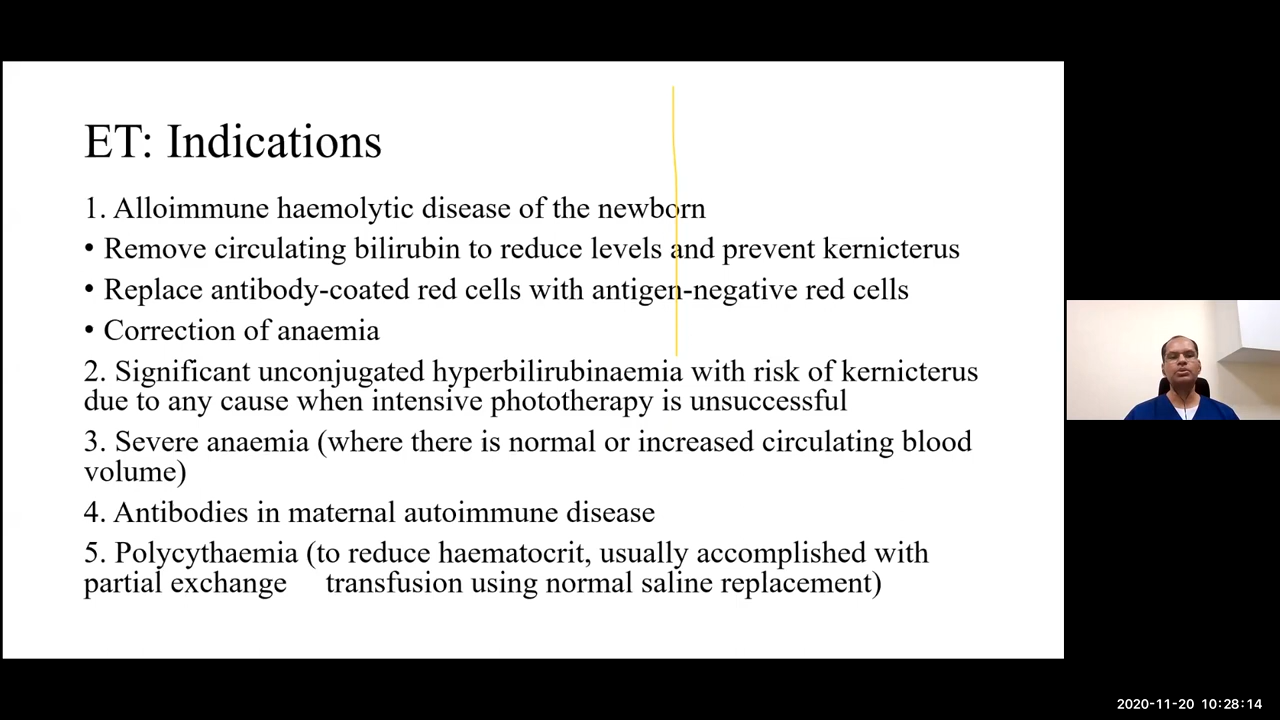 ET: Indications
1. Alloimmune haemolytic disease of the newborn
• Remove circulating bilirubin to reduce levels and prevent kernicterus
• Replace antibody-coated red cells with antigen-negative red cells
• Correction of anaemia
2. Significant unconjugated hyperbilirubinaemia with risk of kernicterus
due to any cause when intensive phototherapy is unsuccessful
3. Severe anaemia (where there is normal or increased circulating blood
volume)
4. Antibodies in maternal autoimmune disease
5. Polycythaemia (to reduce haematocrit, usually accomplished with
partial exchange transfusion using normal saline replacement)
2020-11-20 10:28:14